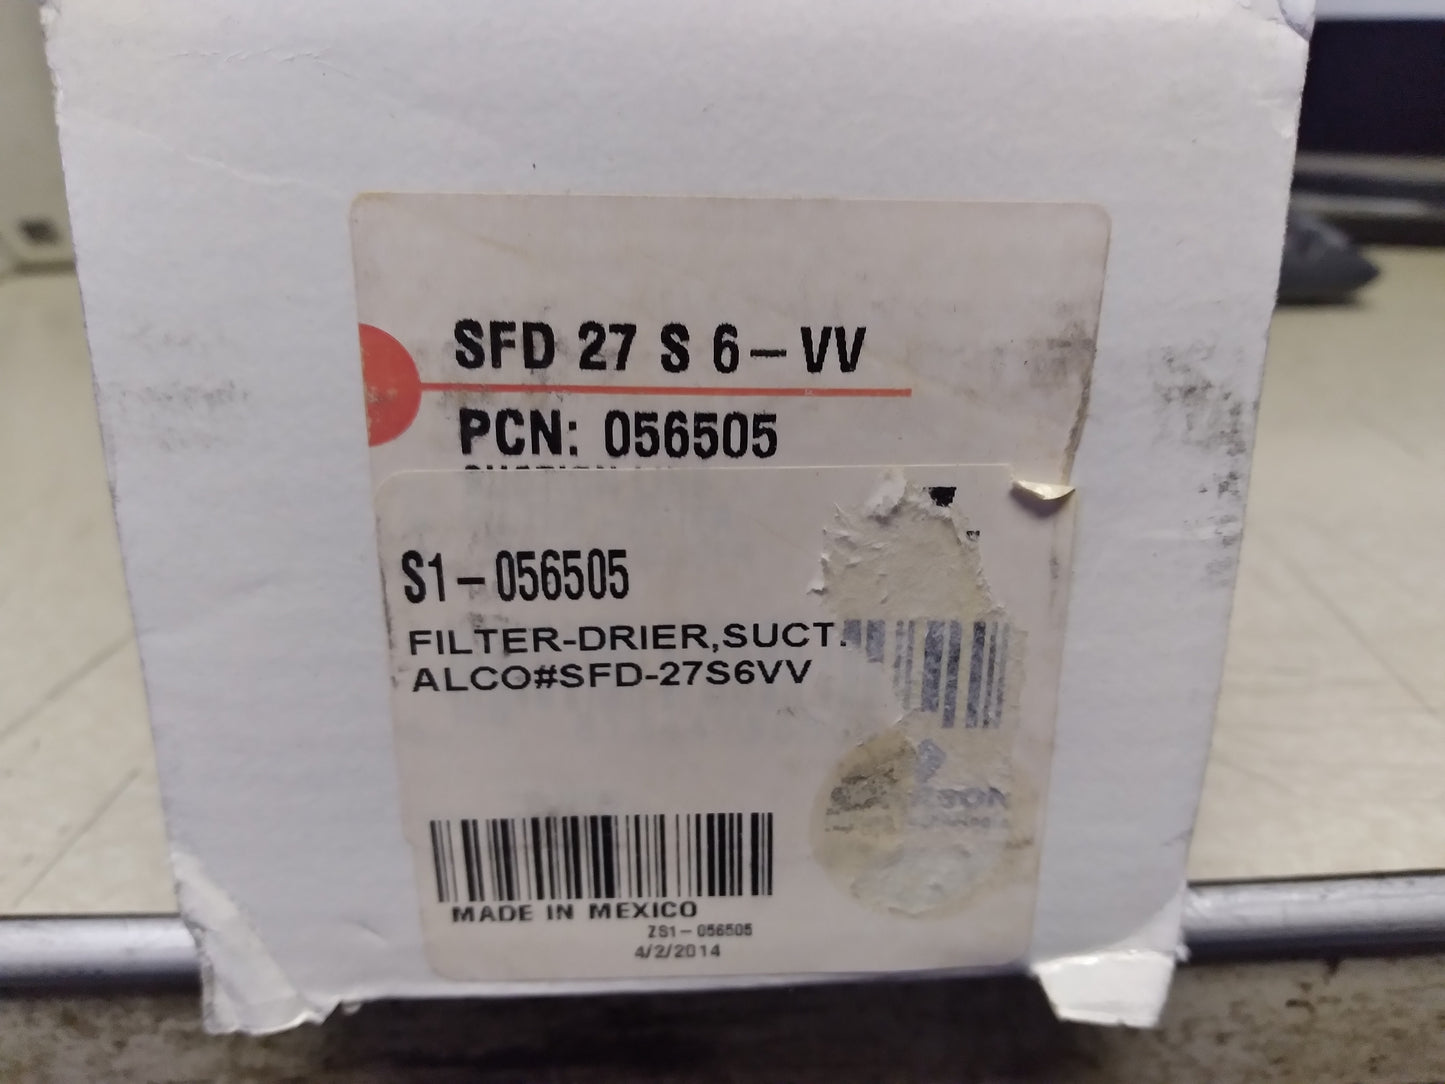 SFD 27 S 6-VV
PCN: 056505
S1-056505
FILTER-DRIER,SUCT.
ALCO#SFD-27S6VV
MADE IN MEXICO
ZS1-056505
4/2/2014